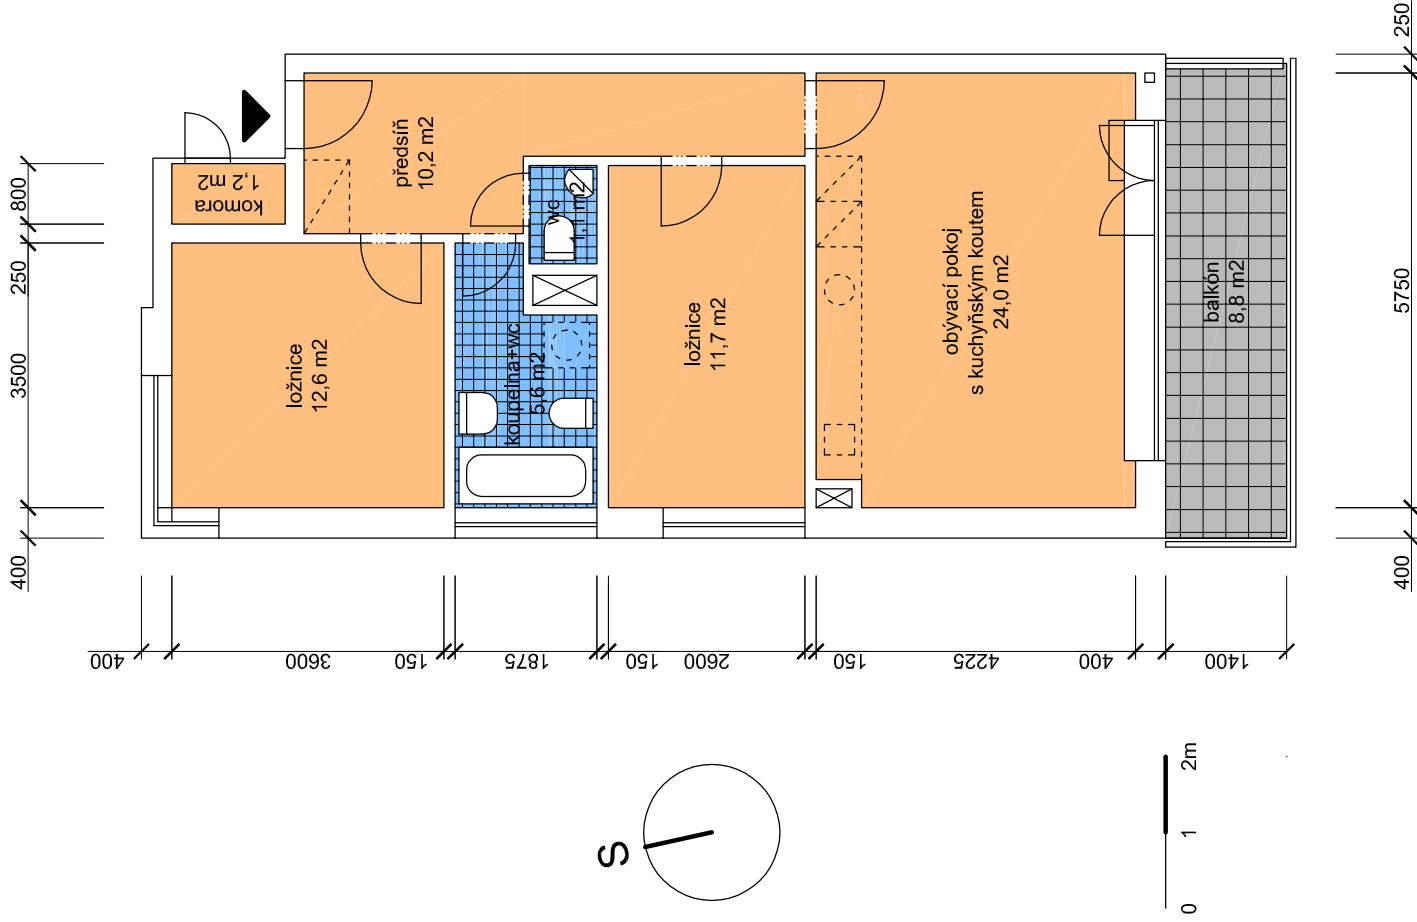 komora
1,2 m2
předsíň
10,2 m2
wc
1,1 m2
ložnice
12,6 m2
koupelna+wc
5,6 m2
ložnice
11,7 m2
obývací pokoj
s kuchyňským koutem
24,0 m2
balkón
8,8 m2
800
250
3500
400
250
5750
400
400
3600
150
1875
150
2600
150
4225
400
1400
S
0
1
2m